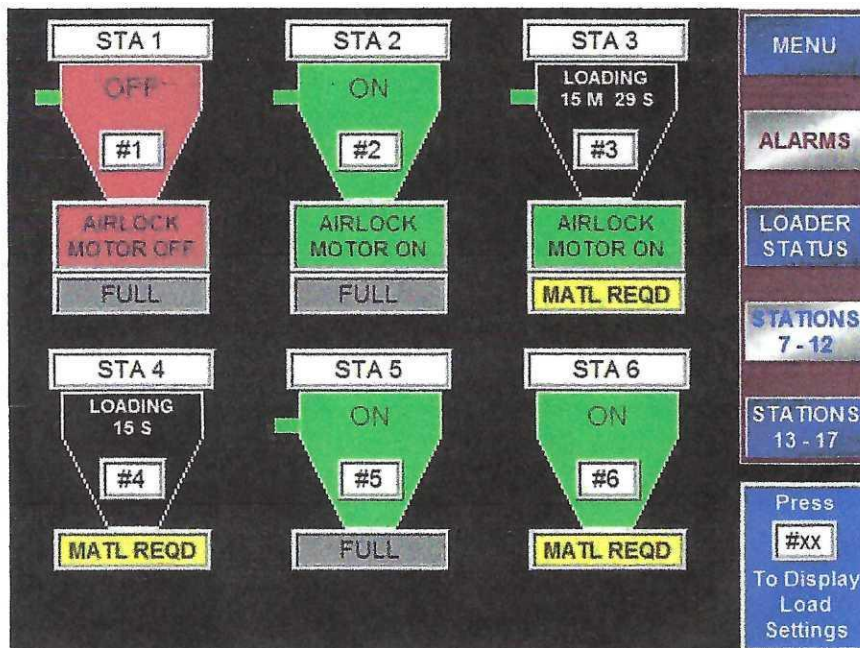 STA 1
OFF
#1
AIRLOCK
MOTOR OFF
FULL
STA 2
ON
#2
AIRLOCK
MOTOR ON
FULL
STA 3
LOADING
15 M 29 S
#3
AIRLOCK
MOTOR ON
MATL REQD
STA 4
LOADING
15 S
#4
MATL REQD
STA 5
ON
#5
FULL
STA 6
ON
#6
MATL REQD
MENU
ALARMS
LOADER
STATUS
STATIONS
7 - 12
STATIONS
13 - 17
Press
#xx
To Display
Load
Settings